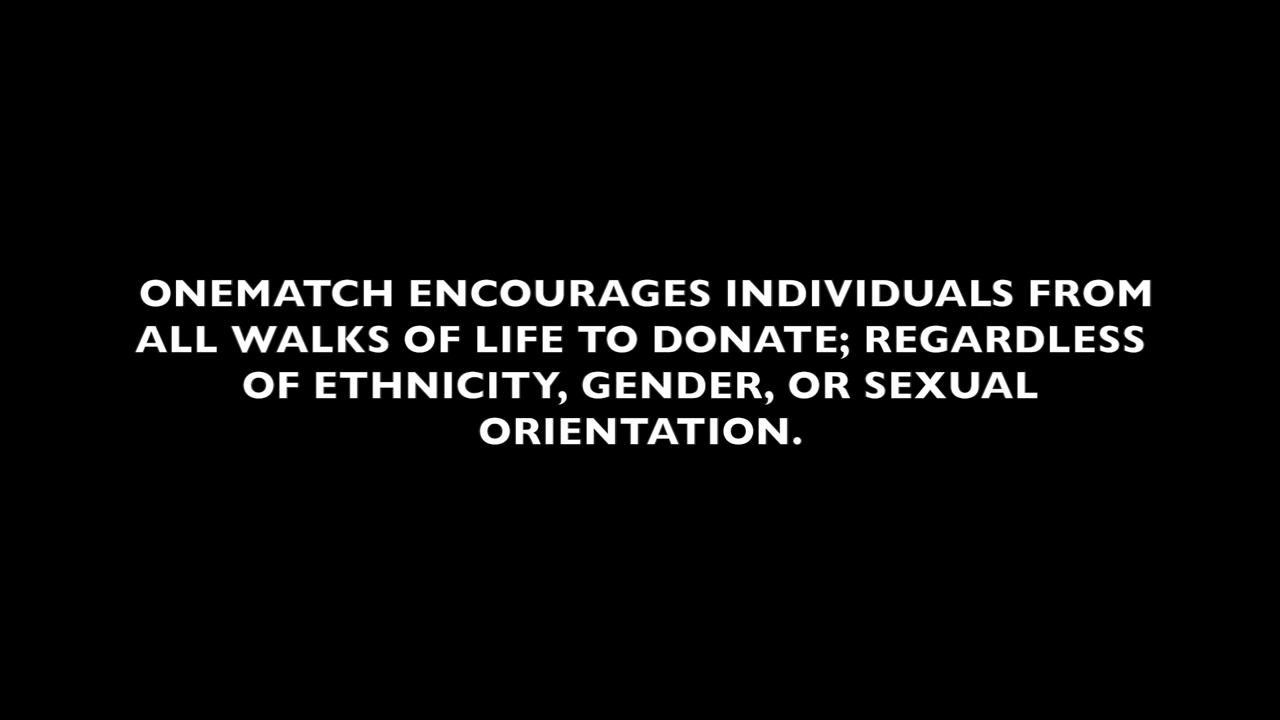 ONEMATCH ENCOURAGES INDIVIDUALS FROM
ALL WALKS OF LIFE TO DONATE; REGARDLESS
OF ETHNICITY, GENDER, OR SEXUAL
ORIENTATION.